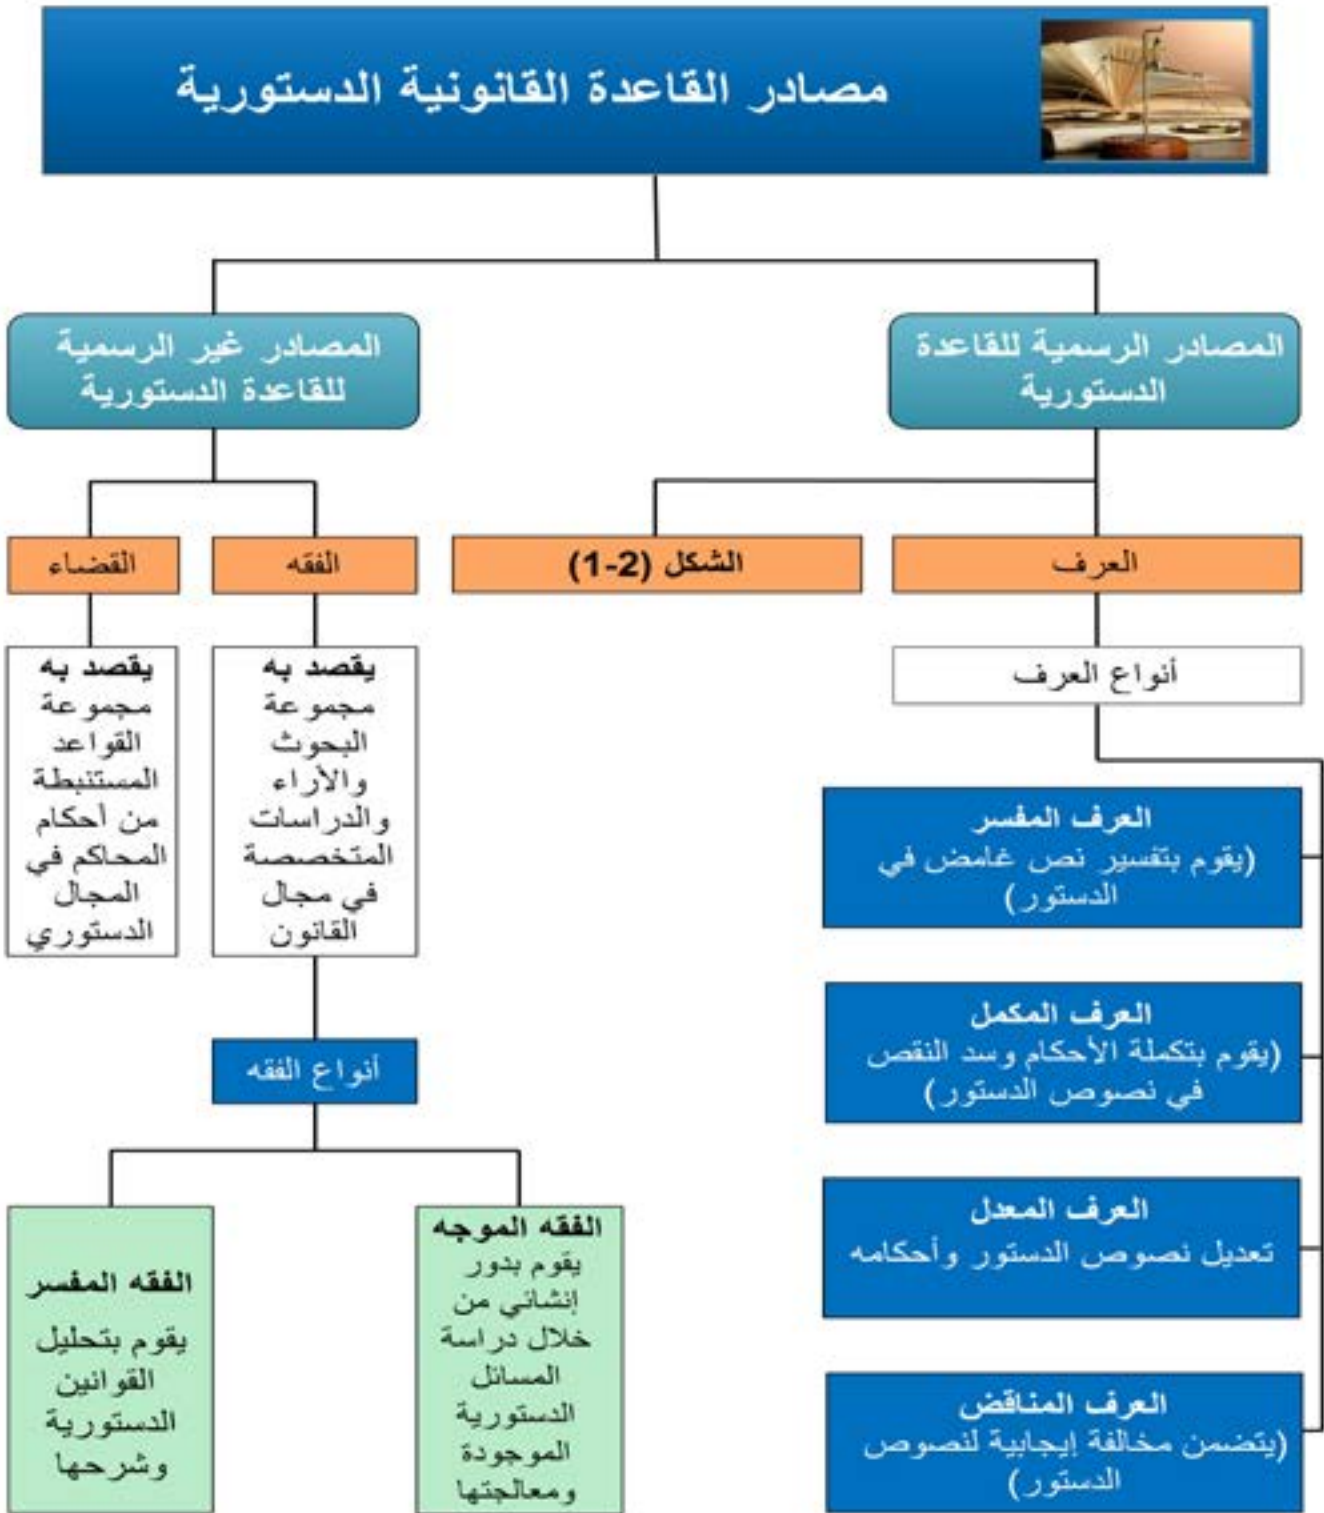 مصادر القاعدة القانونية الدستورية
المصادر الرسمية للقاعدة
الدستورية
المصادر غير الرسمية
للقاعدة الدستورية
العرف
الشكل (2-1)
الفقه
القضاء
أنواع العرف
العرف المفسر
(يقوم بتفسير نص غامض في
الدستور)
العرف المكمل
(يقوم بتكملة الأحكام وسد النقص
في نصوص الدستور)
العرف المعدل
تعديل نصوص الدستور وأحكامه
العرف المناقض
(يتضمن مخالفة إيجابية لنصوص
الدستور)
يقصد به
مجموعة
البحوث
والآراء
والدراسات
المتخصصة
في مجال
القانون
يقصد به
مجموعة
القواعد
المستنبطة
من أحكام
المحاكم في
المجال
الدستوري
أنواع الفقه
الفقه الموجه
يقوم بدور
إنشائي من
خلال دراسة
المسائل
الدستورية
الموجودة
ومعالجتها
الفقه المفسر
يقوم بتحليل
القوانين
الدستورية
وشرحها